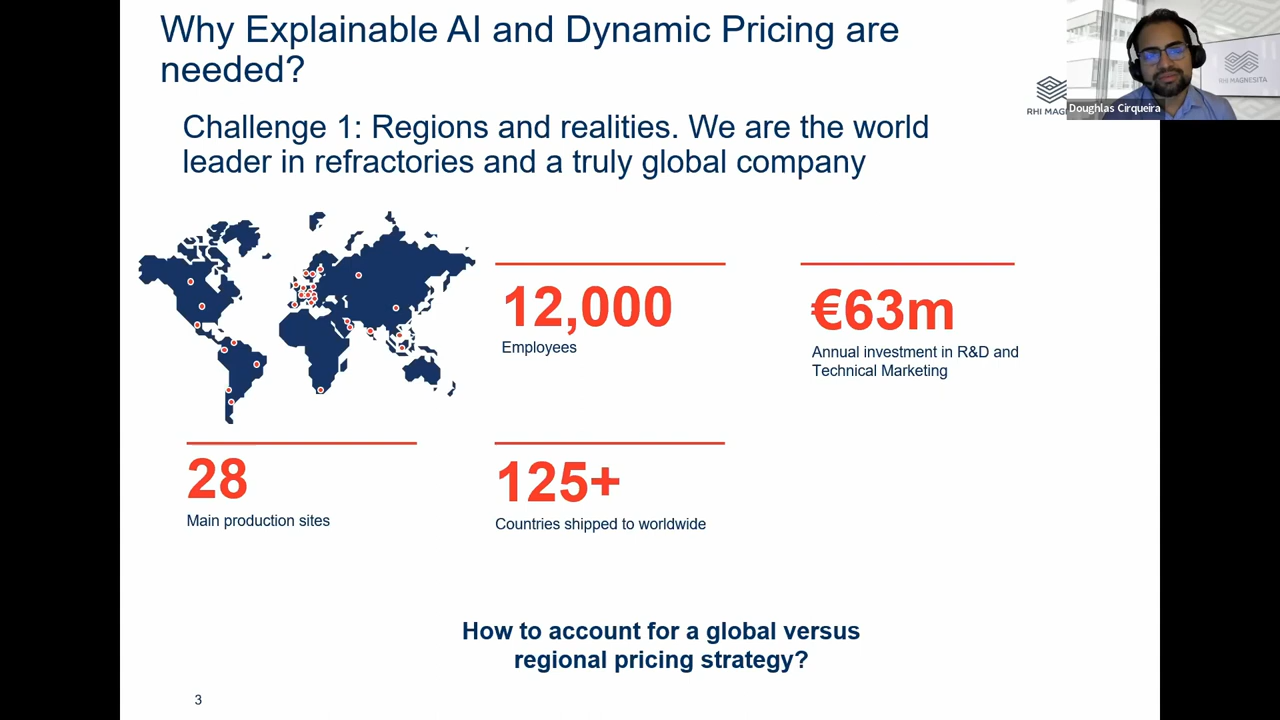 Why Explainable AI and Dynamic Pricing are
needed?
RHI MAGNESITA
RHI MAG
Doughlas Cirqueira
Challenge 1: Regions and realities. We are the world
leader in refractories and a truly global company
12,000
Employees
€63m
Annual investment in R&D and
Technical Marketing
28
Main production sites
125+
Countries shipped to worldwide
How to account for a global versus
regional pricing strategy?
3